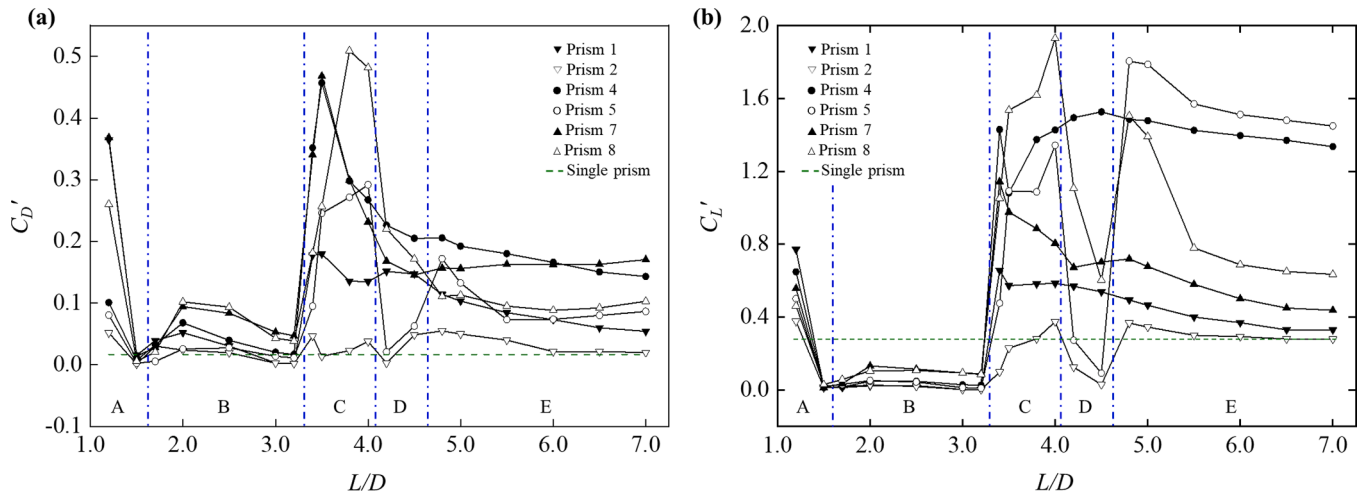 (a)
0.5
0.4
0.3
0.2
0.1
0.0
-0.1
C_D'
Prism 1
Prism 2
Prism 4
Prism 5
Prism 7
Prism 8
Single prism
A
B
C
D
E
1.0 2.0 3.0 4.0 5.0 6.0 7.0
L/D
(b)
2.0
1.6
1.2
0.8
0.4
0.0
C_L'
Prism 1
Prism 2
Prism 4
Prism 5
Prism 7
Prism 8
Single prism
A
B
C
D
E
1.0 2.0 3.0 4.0 5.0 6.0 7.0
L/D